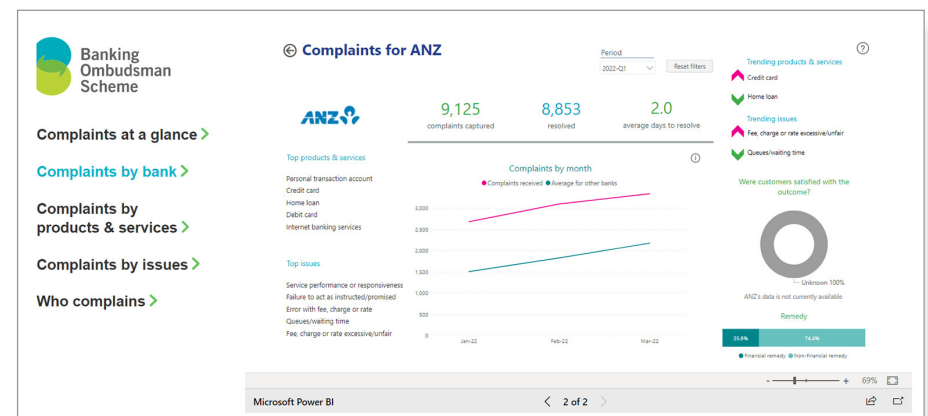 Banking
Ombudsman
Scheme
Complaints at a glance
Complaints by bank
Complaints by
products & services
Complaints by issues
Who complains
Complaints for ANZ
Period
2022-Q1
Reset filters
?
ANZ
9,125
complaints captured
8,853
resolved
2.0
average days to resolve
Top products & services
Personal transaction account
Credit card
Home loan
Debit card
Internet banking services
Top issues
Service performance or responsiveness
Failure to act as instructed/promised
Error with fee, charge or rate
Queues/waiting time
Fee, charge or rate excessive/unfair
Complaints by month
Complaints received Average for other banks
3,000
2,500
2,000
1,500
1,000
500
0
Jan-22 Feb-22 Mar-22
Trending products & services
Credit card
Home loan
Trending issues
Fee, charge or rate excessive/unfair
Queues/waiting time
Were customers satisfied with the
outcome?
Unknown 100%
ANZ's data is not currently available
Remedy
25.6% 74.4%
Financial remedy Non-financial remedy
- + 69%
Microsoft Power BI
< 2 of 2 >